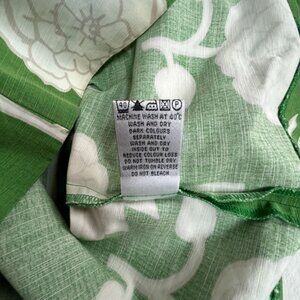 40 P
MACHINE WASH AT 40°C
WASH AND DRY
DARK COLOURS
SEPARATELY
WASH AND DRY
INSIDE OUT TO
REDUCE COLOUR LOSS
DO NOT TUMBLE DRY
WARM IRON ON REVERSE
DO NOT BLEACH